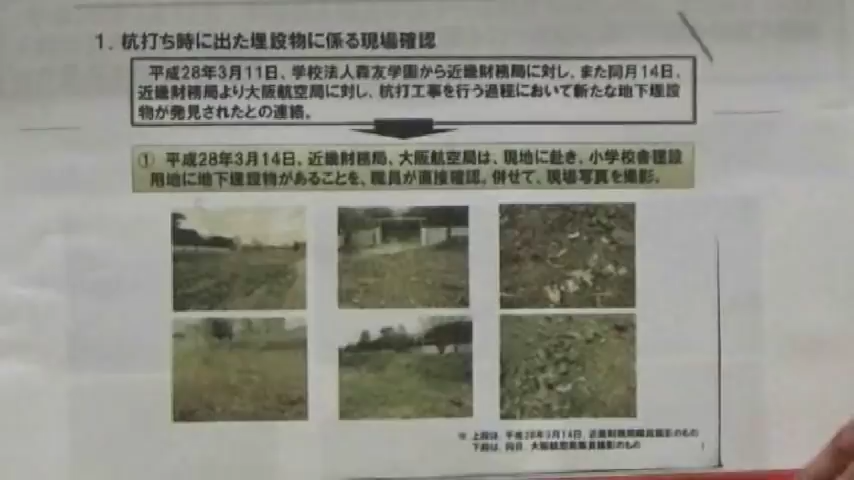 1. 杭打ち時に出た埋設物に係る現場確認
平成28年3月11日、学校法人森友学園から近畿財務局に対し、また同月14日、
近畿財務局より大阪航空局に対し、杭打工事を行う過程において新たな地下埋設
物が発見されたとの連絡。
① 平成28年3月14日、近畿財務局、大阪航空局は、現地に赴き、小学校舎建設
用地に地下埋設物があることを、職員が直接確認。併せて、現場写真を撮影。
※ 上段は、平成28年3月14日、近畿財務局職員撮影のもの
下段は、同日、大阪航空局職員撮影のもの